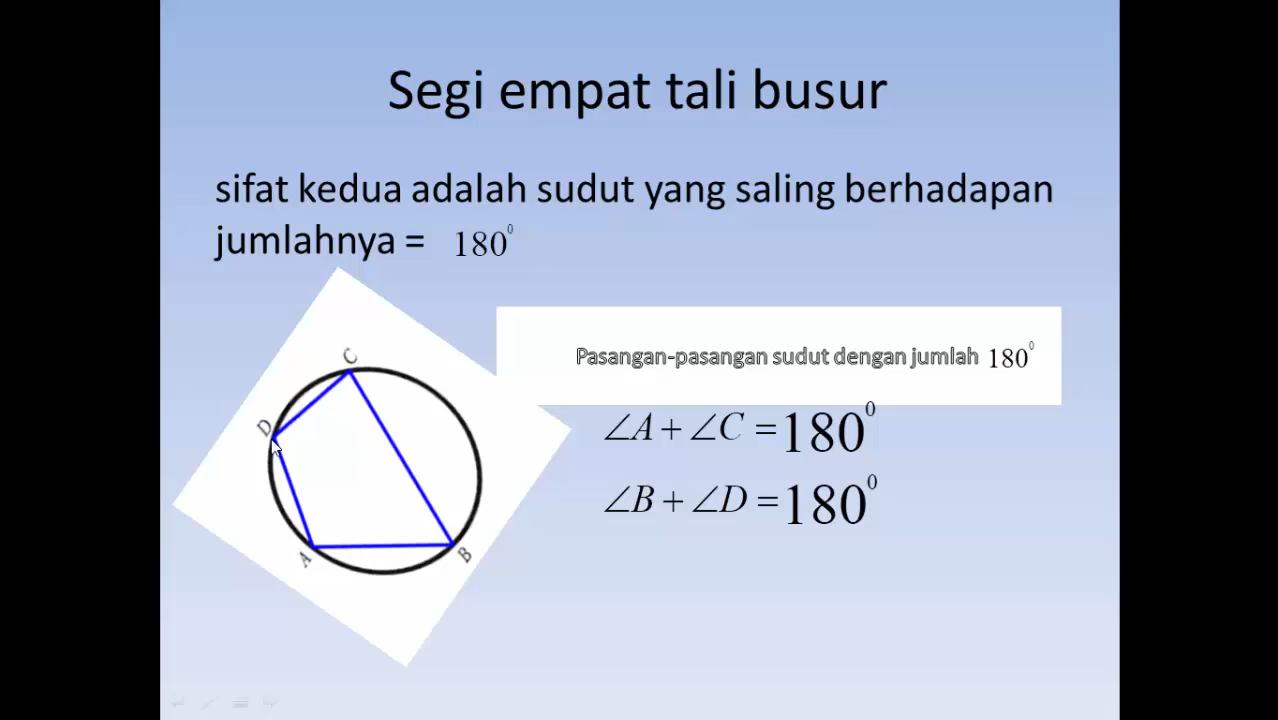 Segi empat tali busur
sifat kedua adalah sudut yang saling berhadapan
jumlahnya = 180⁰
Pasangan-pasangan sudut dengan jumlah 180⁰
∠A + ∠C = 180⁰
∠B + ∠D = 180⁰
C
D
A
B